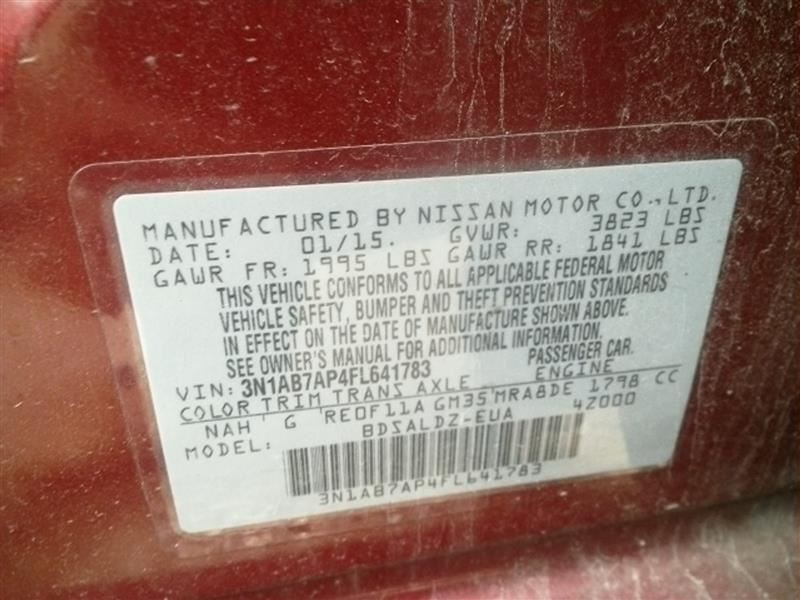 MANUFACTURED BY NISSAN MOTOR CO., LTD.
DATE: 01/15. GVWR: 3823 LBS
GAWR FR: 1995 LBS GAWR RR: 1841 LBS
THIS VEHICLE CONFORMS TO ALL APPLICABLE FEDERAL MOTOR
VEHICLE SAFETY, BUMPER AND THEFT PREVENTION STANDARDS
IN EFFECT ON THE DATE OF MANUFACTURE SHOWN ABOVE.
SEE OWNER'S MANUAL FOR ADDITIONAL INFORMATION.
VIN: 3N1AB7AP4FL641783 PASSENGER CAR.
COLOR TRIM TRANS AXLE ENGINE
NAH G RE0F11A GM35 MRA8DE 1798 CC
MODEL: BDSALDZ-EUA 42000
3N1AB7AP4FL641783